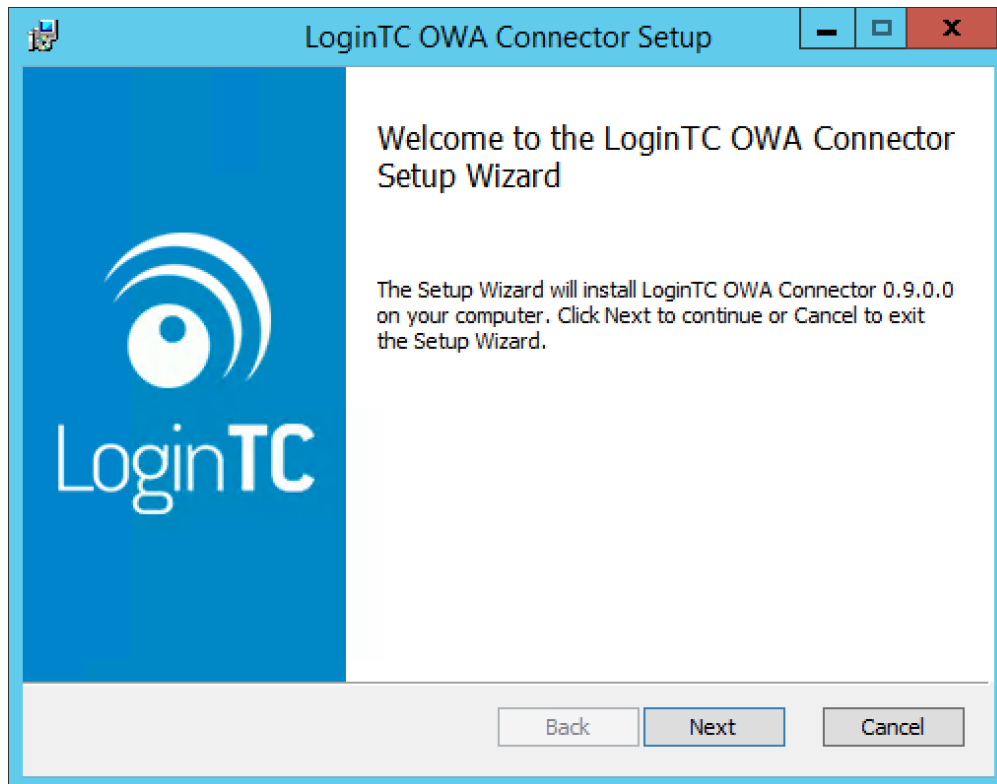 LoginTC OWA Connector Setup
Welcome to the LoginTC OWA Connector
Setup Wizard
The Setup Wizard will install LoginTC OWA Connector 0.9.0.0
on your computer. Click Next to continue or Cancel to exit
the Setup Wizard.
LoginTC
Back Next Cancel